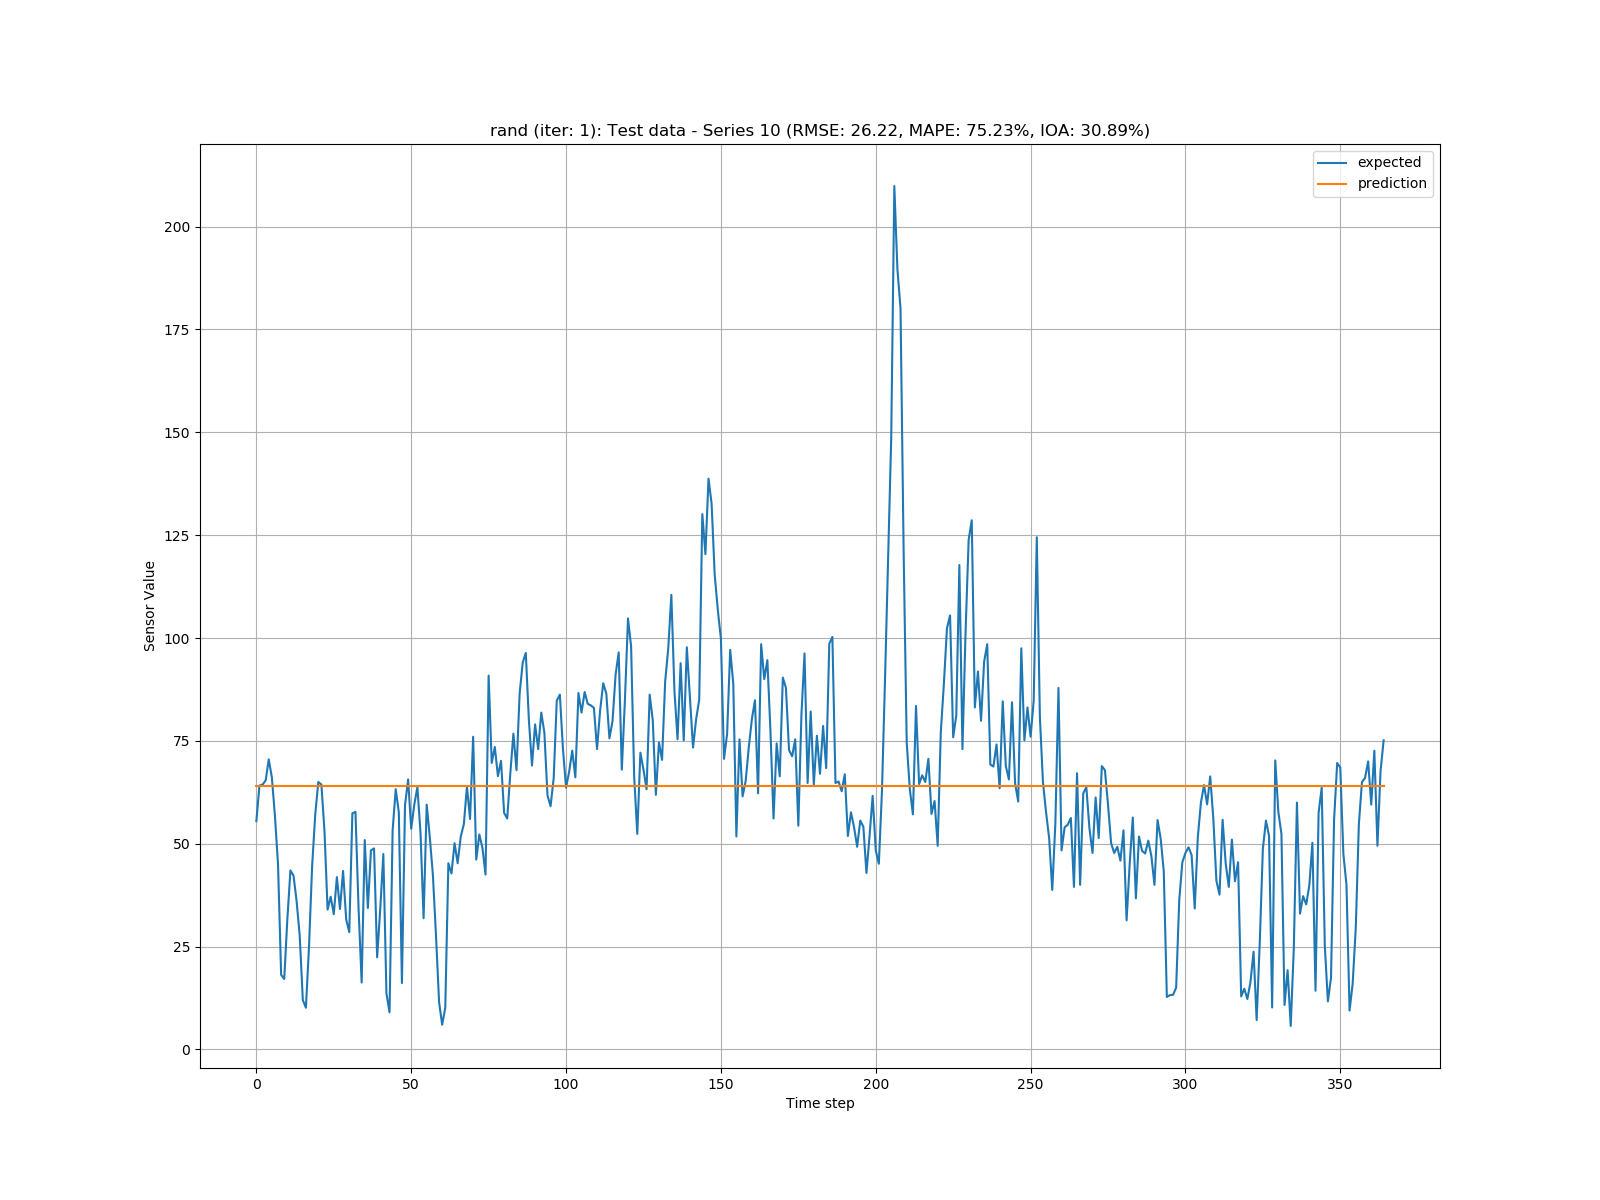 rand (iter: 1): Test data - Series 10 (RMSE: 26.22, MAPE: 75.23%, IOA: 30.89%)
expected
prediction
200
175
150
125
100
75
50
25
0
Sensor Value
0 50 100 150 200 250 300 350
Time step